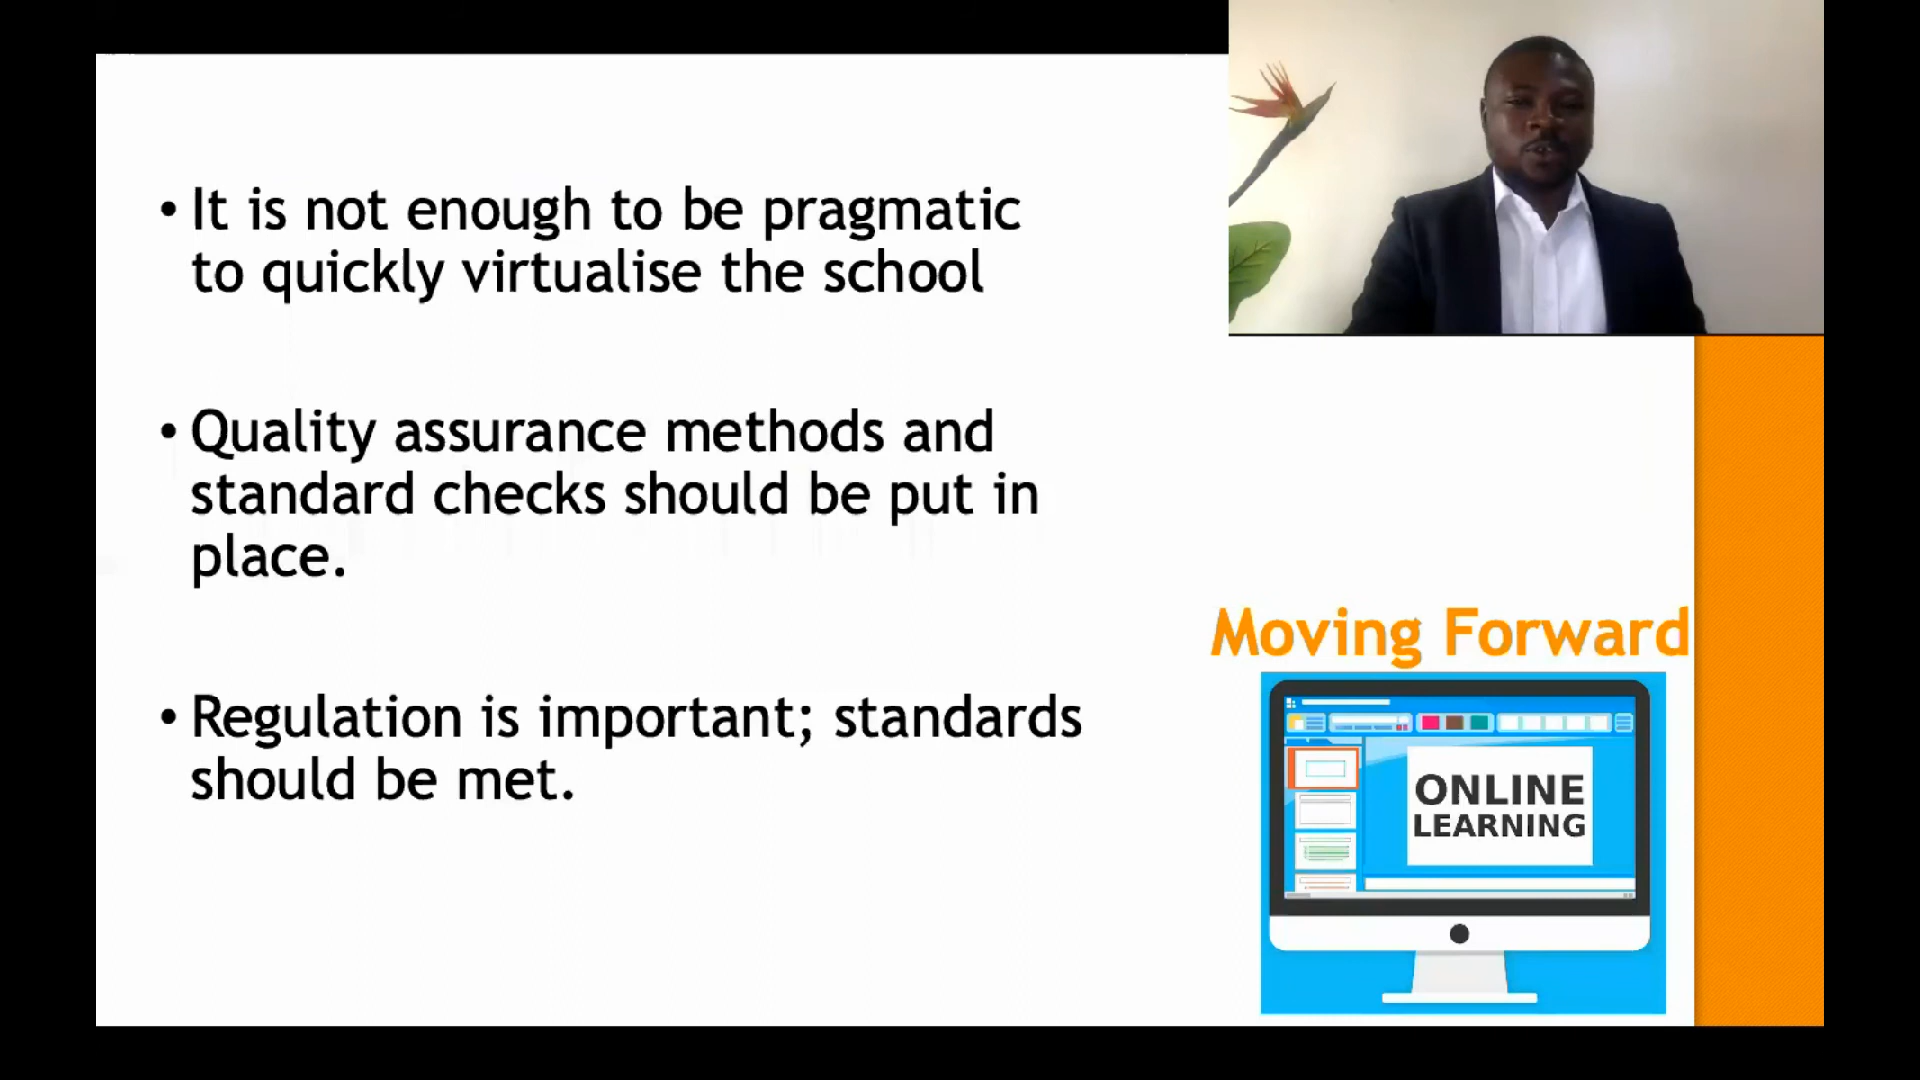 • It is not enough to be pragmatic
to quickly virtualise the school
• Quality assurance methods and
standard checks should be put in
place.
• Regulation is important; standards
should be met.
Moving Forward
ONLINE
LEARNING